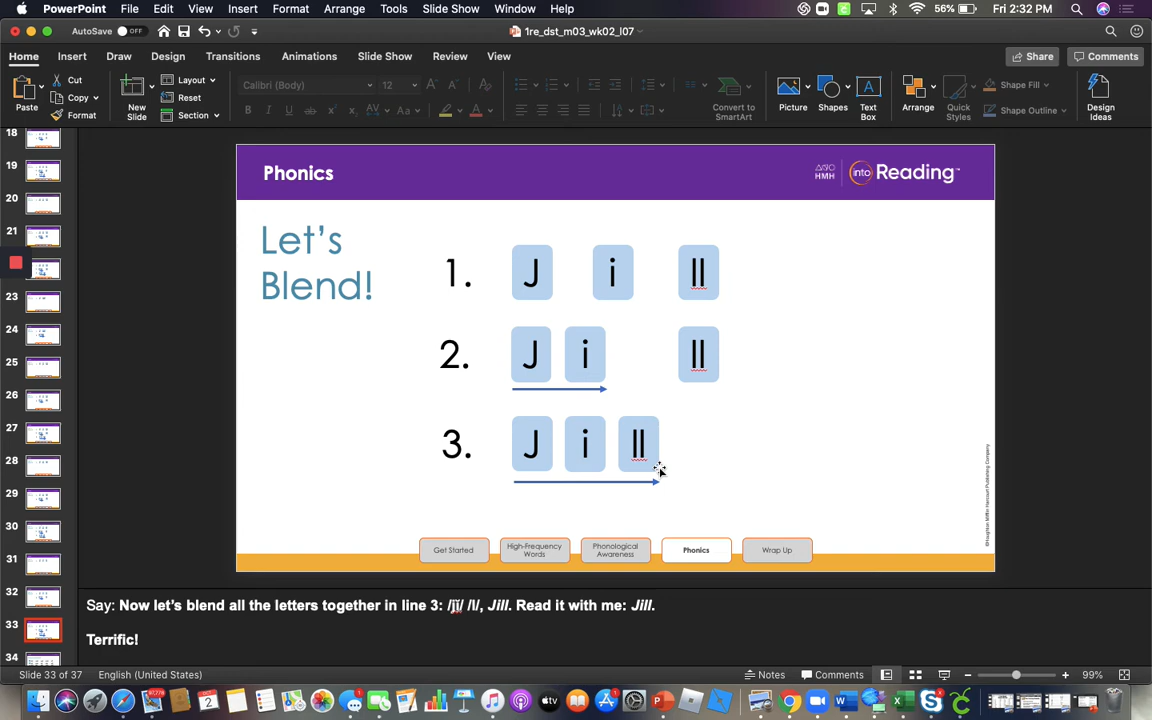 PowerPoint File Edit View Insert Format Arrange Tools Slide Show Window Help 56% Fri 2:32 PM
AutoSave OFF 1re_dst_m03_wk02_l07
Home Insert Draw Design Transitions Animations Slide Show Review View Share Comments
Paste Cut Copy Format New Slide Layout Reset Section Calibri (Body) 12 Convert to SmartArt Picture Shapes Text Box Arrange Quick Styles Shape Fill Shape Outline Design Ideas
18
19
20
21
23
24
25
26
27
28
29
30
31
32
33
34
Phonics HMH into Reading
Let's
Blend!
1. J i ll
2. J i ll
3. J i ll
©Houghton Mifflin Harcourt Publishing Company
Get Started High-Frequency Words Phonological Awareness Phonics Wrap Up
Say: Now let's blend all the letters together in line 3: /jĭ/ /l/, Jill. Read it with me: Jill.
Terrific!
Slide 33 of 37 English (United States) Notes Comments 99%